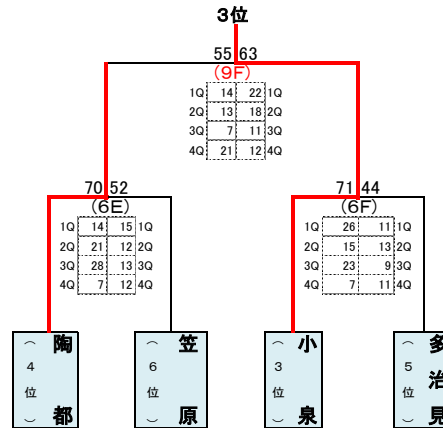 3位
55 63
(9F)
1Q 14 22 1Q
2Q 13 18 2Q
3Q 7 11 3Q
4Q 21 12 4Q
70 52
(6E)
1Q 14 15 1Q
2Q 21 12 2Q
3Q 28 13 3Q
4Q 7 12 4Q
71 44
(6F)
1Q 26 11 1Q
2Q 15 13 2Q
3Q 23 9 3Q
4Q 7 11 4Q
陶都
(4位)
笠原
(6位)
小泉
(3位)
多治見
(5位)